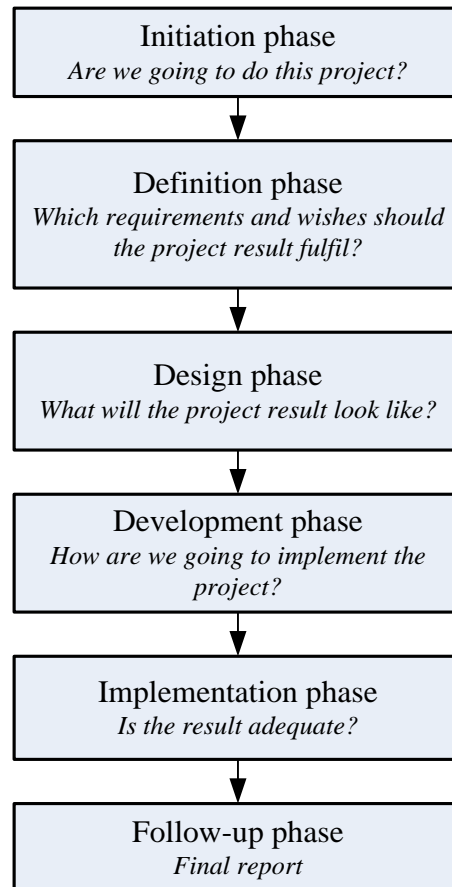 Initiation phase
Are we going to do this project?
Definition phase
Which requirements and wishes should
the project result fulfil?
Design phase
What will the project result look like?
Development phase
How are we going to implement the
project?
Implementation phase
Is the result adequate?
Follow-up phase
Final report